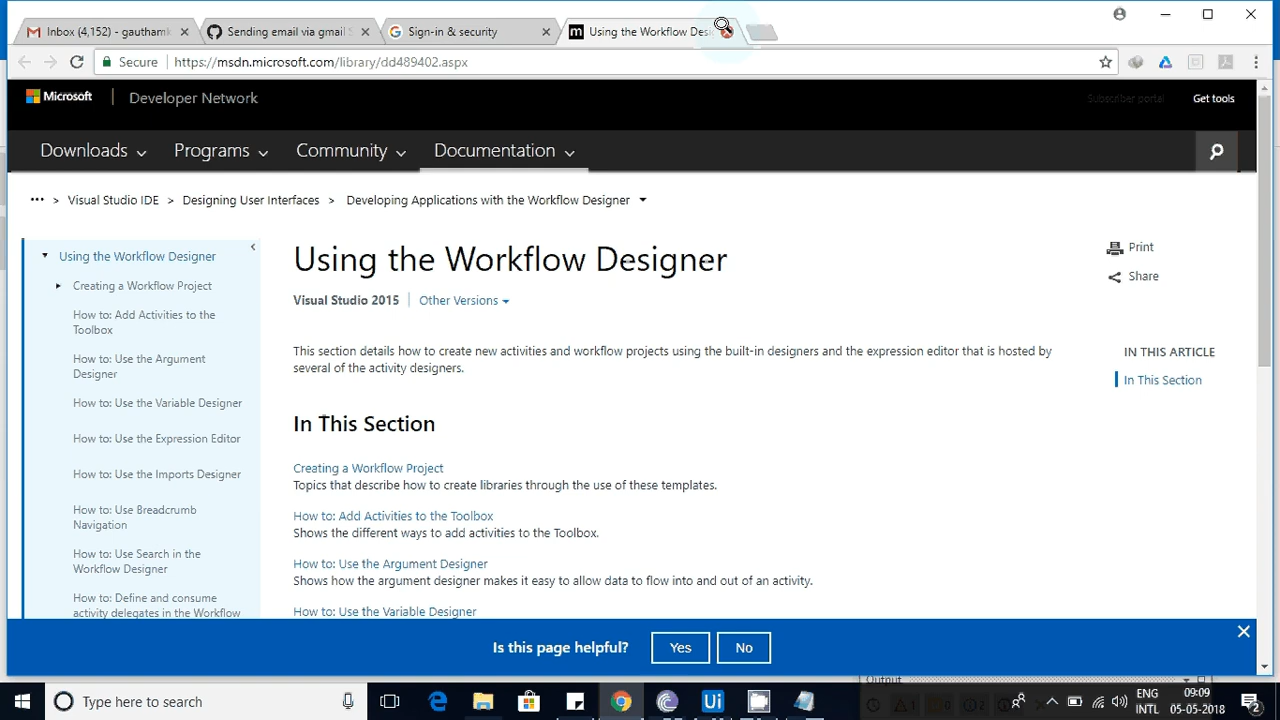 Inbox (4,152) - gauthamk
Sending email via gmail S
Sign-in & security
Using the Workflow Desi
Secure
https://msdn.microsoft.com/library/dd489402.aspx
Microsoft
Developer Network
Subscriber portal
Get tools
Downloads
Programs
Community
Documentation
••• > Visual Studio IDE > Designing User Interfaces > Developing Applications with the Workflow Designer
Using the Workflow Designer
Creating a Workflow Project
How to: Add Activities to the
Toolbox
How to: Use the Argument
Designer
How to: Use the Variable Designer
How to: Use the Expression Editor
How to: Use the Imports Designer
How to: Use Breadcrumb
Navigation
How to: Use Search in the
Workflow Designer
How to: Define and consume
activity delegates in the Workflow
Using the Workflow Designer
Visual Studio 2015
Other Versions
This section details how to create new activities and workflow projects using the built-in designers and the expression editor that is hosted by
several of the activity designers.
In This Section
Creating a Workflow Project
Topics that describe how to create libraries through the use of these templates.
How to: Add Activities to the Toolbox
Shows the different ways to add activities to the Toolbox.
How to: Use the Argument Designer
Shows how the argument designer makes it easy to allow data to flow into and out of an activity.
How to: Use the Variable Designer
Print
Share
IN THIS ARTICLE
In This Section
Is this page helpful?
Yes
No
Output
Type here to search
Ui
ENG
INTL
09:09
05-05-2018
2